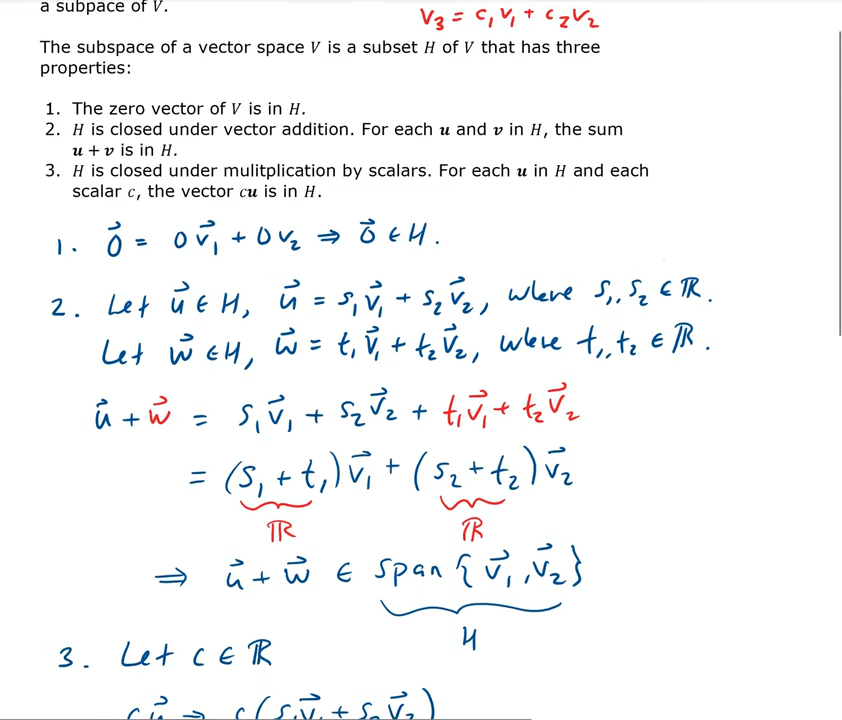 a subpace of V.
v₃ = c₁v₁ + c₂v₂
The subspace of a vector space V is a subset H of V that has three
properties:
1. The zero vector of V is in H.
2. H is closed under vector addition. For each u and v in H, the sum
u + v is in H.
3. H is closed under mulitplication by scalars. For each u in H and each
scalar c, the vector cu is in H.
1. 0⃗ = 0v⃗₁ + 0v₂ ⇒ 0⃗ ∈ H.
2. Let u⃗ ∈ H, u⃗ = s₁v⃗₁ + s₂v⃗₂, where s₁, s₂ ∈ ℝ.
Let w⃗ ∈ H, w⃗ = t₁v⃗₁ + t₂v⃗₂, where t₁, t₂ ∈ ℝ.
u⃗ + w⃗ = s₁v⃗₁ + s₂v⃗₂ + t₁v⃗₁ + t₂v⃗₂
= (s₁ + t₁)v⃗₁ + (s₂ + t₂)v⃗₂
ℝ ℝ
⇒ u⃗ + w⃗ ∈ span {v⃗₁, v⃗₂}
H
3. Let c ∈ ℝ
cu⃗ = c(s₁v⃗₁ + s₂v⃗₂)